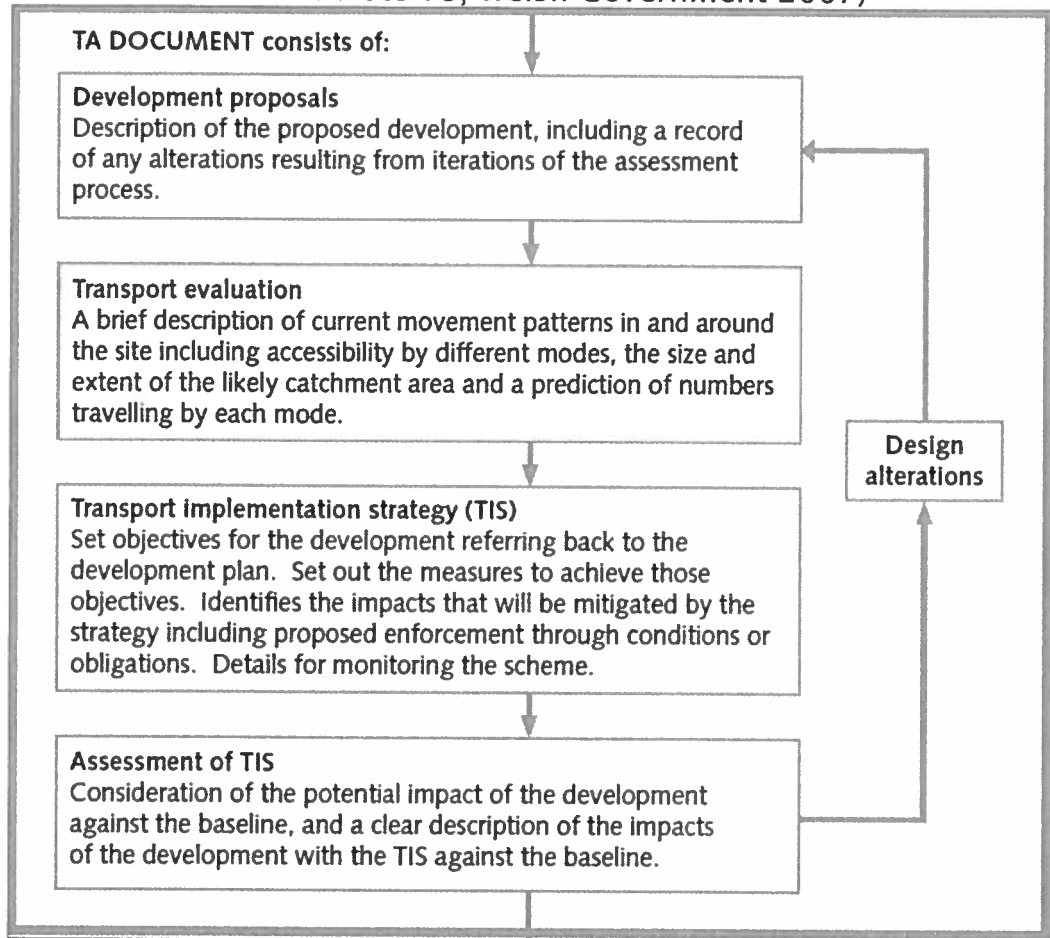 Welsh Government 2007)
TA DOCUMENT consists of:
Development proposals
Description of the proposed development, including a record
of any alterations resulting from iterations of the assessment
process.
Transport evaluation
A brief description of current movement patterns in and around
the site including accessibility by different modes, the size and
extent of the likely catchment area and a prediction of numbers
travelling by each mode.
Design
alterations
Transport implementation strategy (TIS)
Set objectives for the development referring back to the
development plan. Set out the measures to achieve those
objectives. Identifies the impacts that will be mitigated by the
strategy including proposed enforcement through conditions or
obligations. Details for monitoring the scheme.
Assessment of TIS
Consideration of the potential impact of the development
against the baseline, and a clear description of the impacts
of the development with the TIS against the baseline.